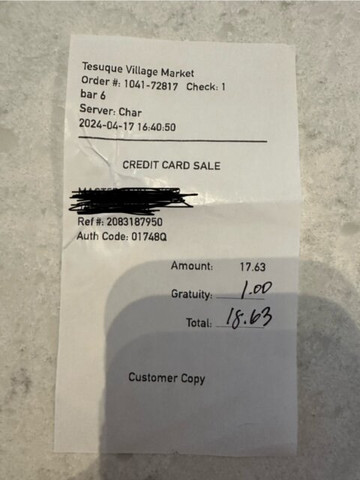 Tesuque Village Market
Order #: 1041-72817 Check: 1
bar 6
Server: Char
2024-04-17 16:40:50
CREDIT CARD SALE
Ref #: 2083187950
Auth Code: 01748Q
Amount: 17.63
Gratuity: 1.00
Total: 18.63
Customer Copy